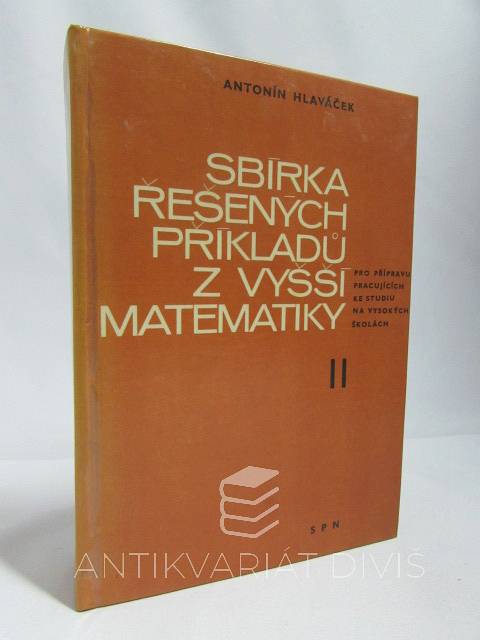 ANTONÍN HLAVÁČEK
SBÍRKA
ŘEŠENÝCH
PŘÍKLADŮ
Z VYŠŠÍ
MATEMATIKY
PRO PŘÍPRAVU
PRACUJÍCÍCH
KE STUDIU
NA VYSOKÝCH
ŠKOLÁCH
II
SPN
ANTIKVARIÁT DIVIŠ